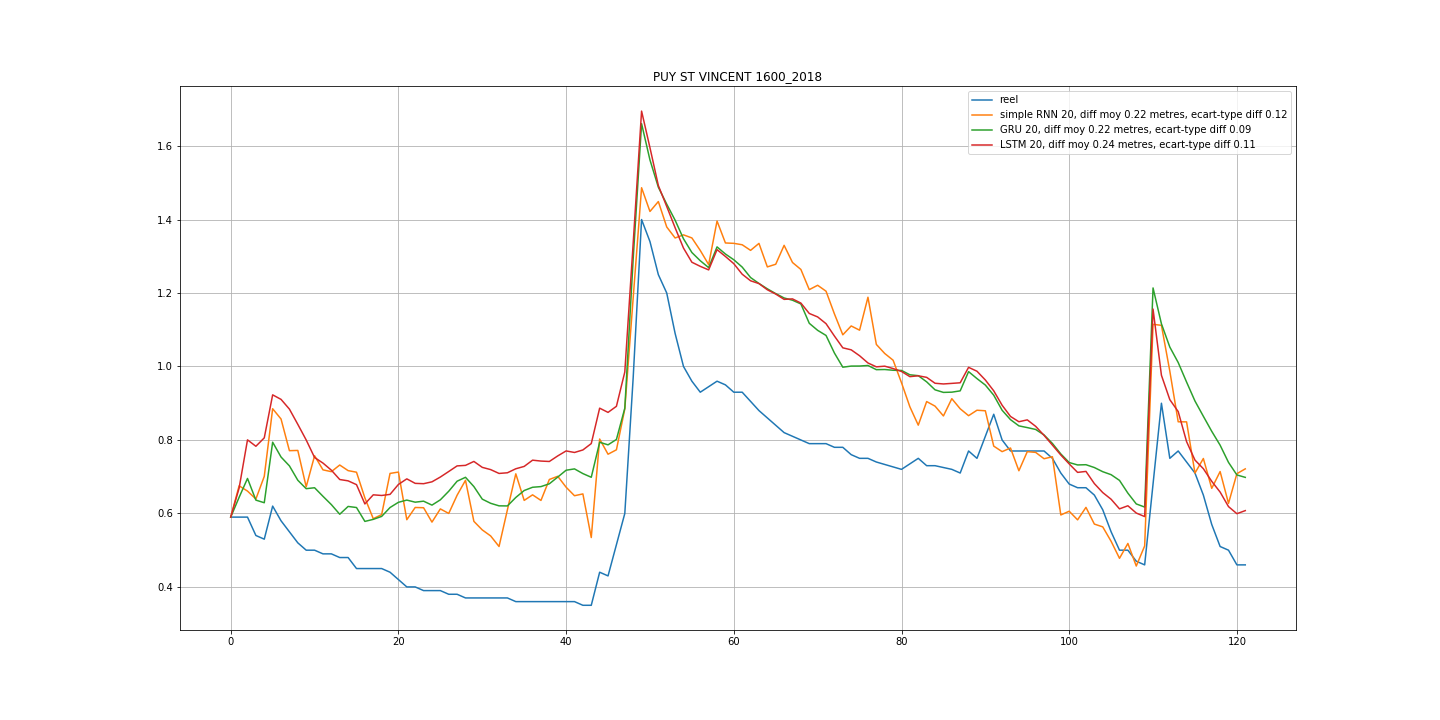 PUY ST VINCENT 1600_2018
reel
simple RNN 20, diff moy 0.22 metres, ecart-type diff 0.12
GRU 20, diff moy 0.22 metres, ecart-type diff 0.09
LSTM 20, diff moy 0.24 metres, ecart-type diff 0.11
1.6
1.4
1.2
1.0
0.8
0.6
0.4
0 20 40 60 80 100 120